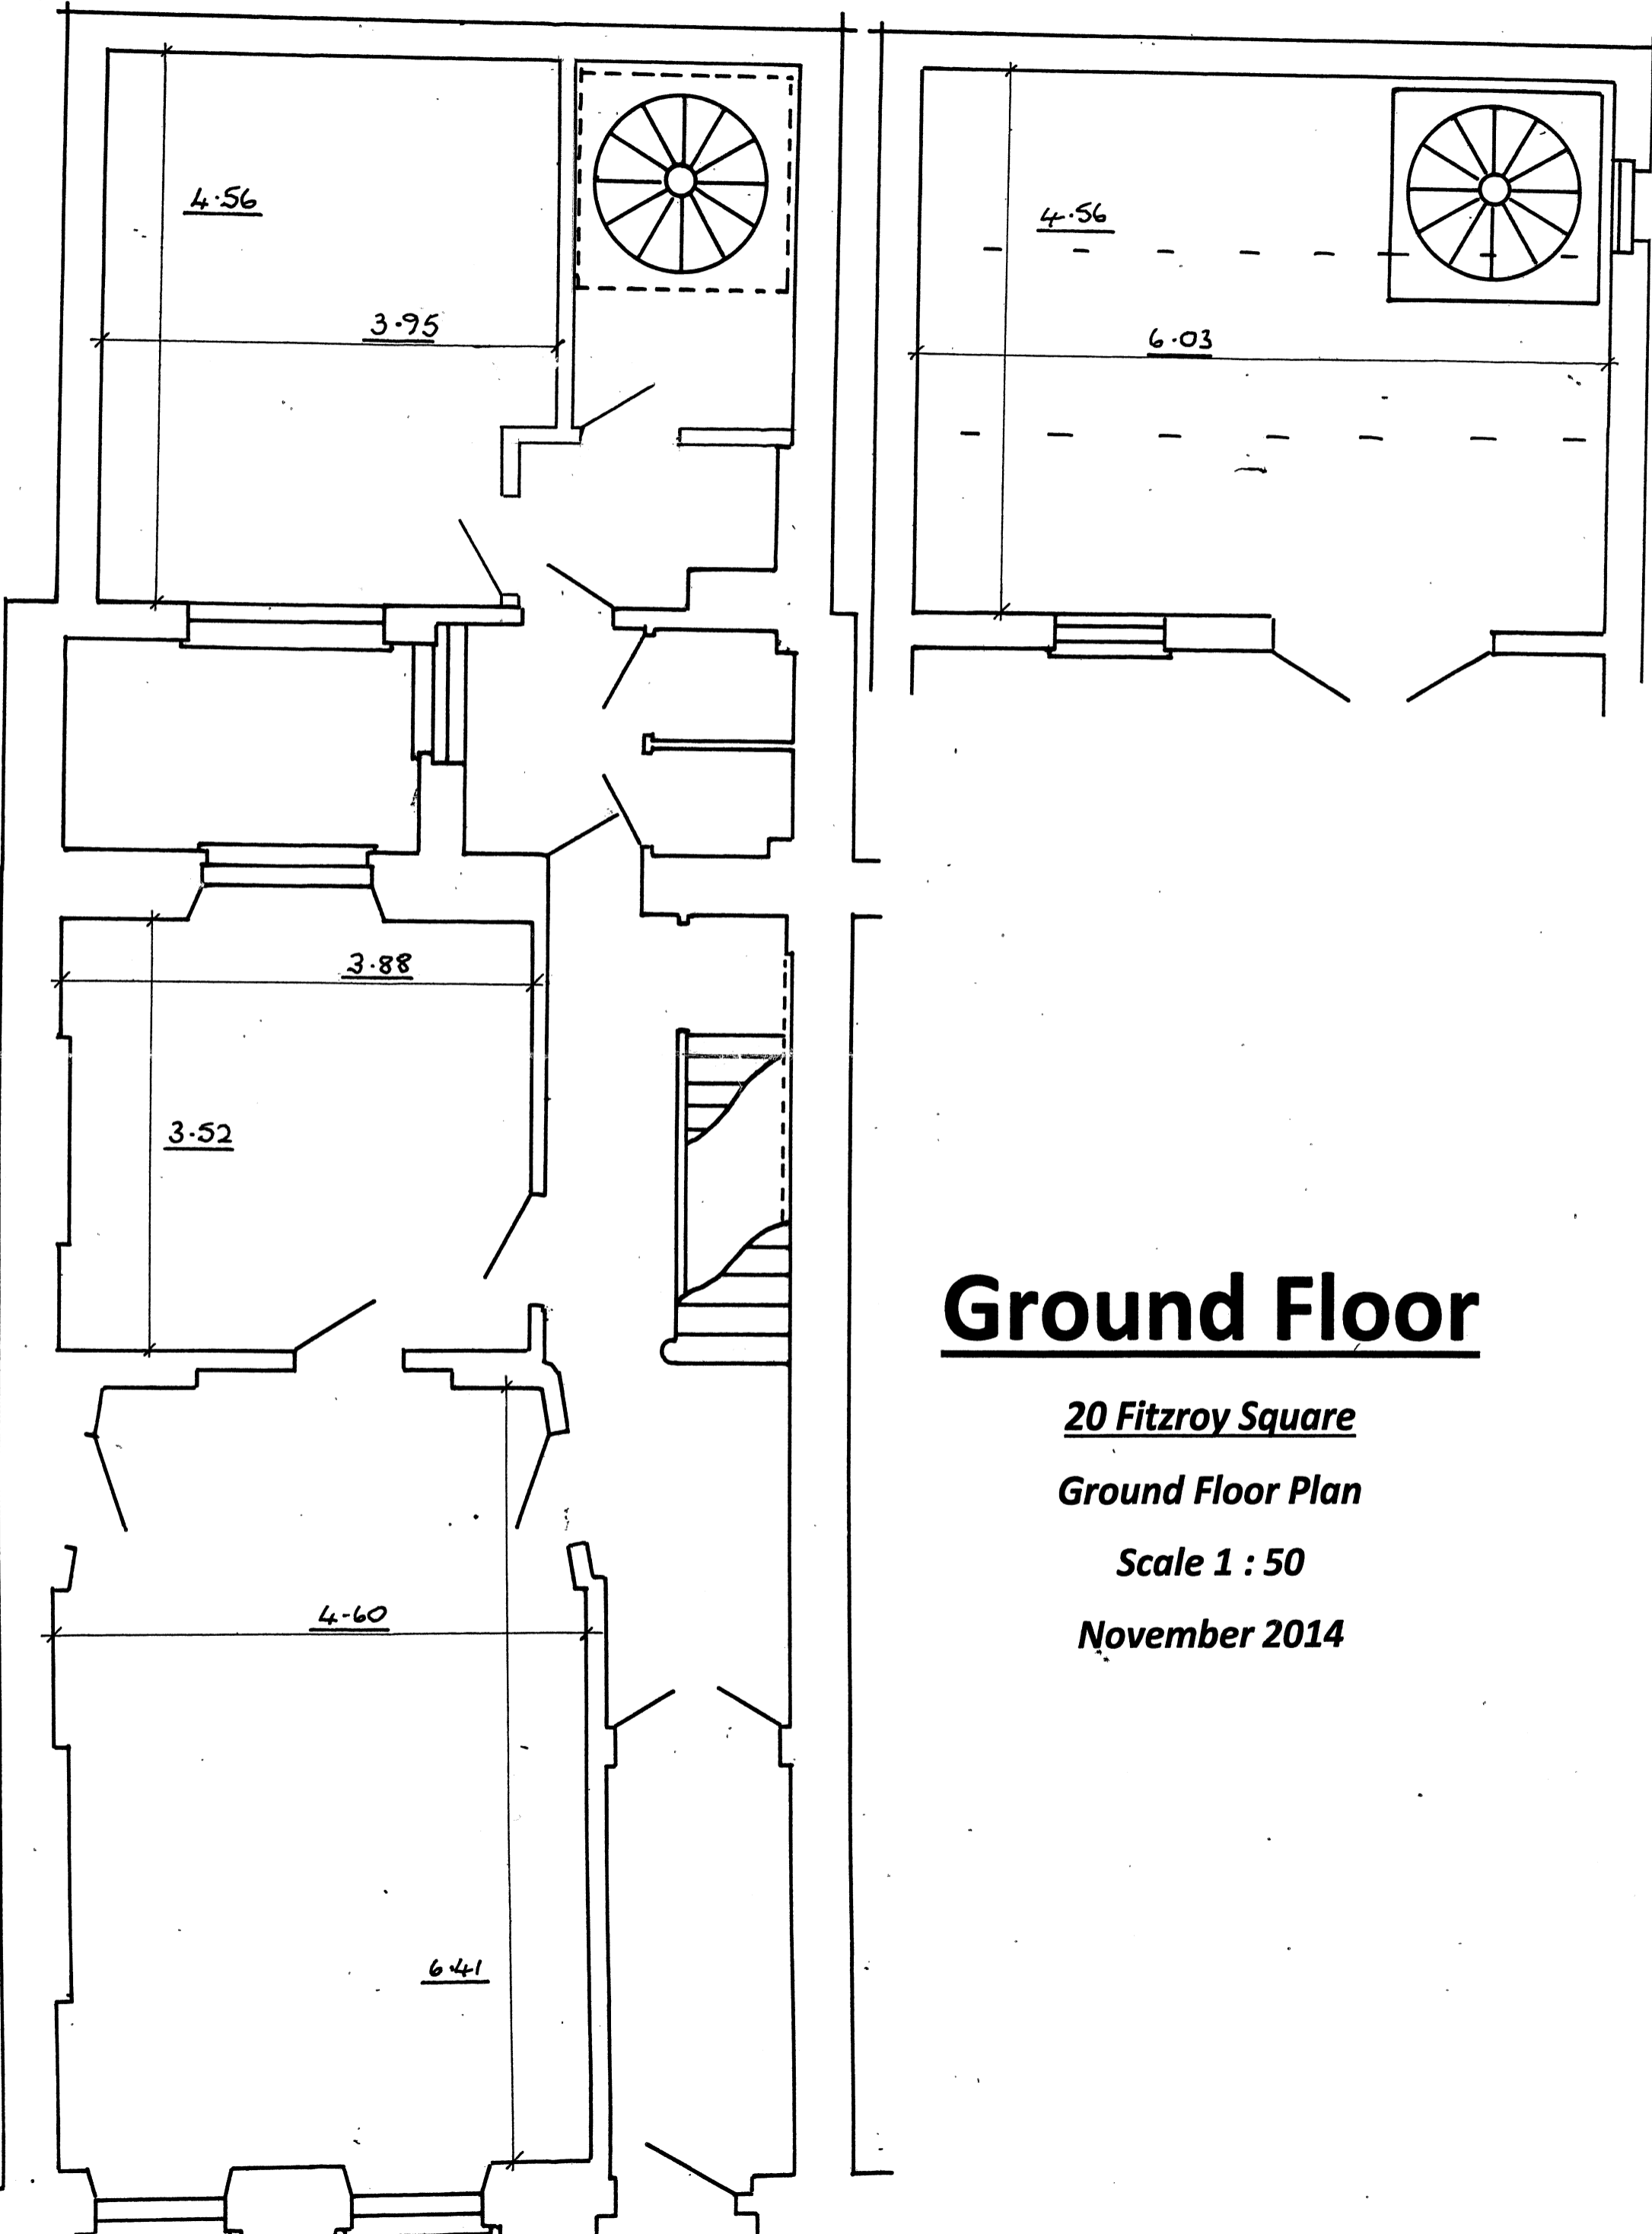 4.56
4.56
3.95
6.03
3.88
3.52
Ground Floor
20 Fitzroy Square
Ground Floor Plan
Scale 1 : 50
November 2014
4.60
6.41